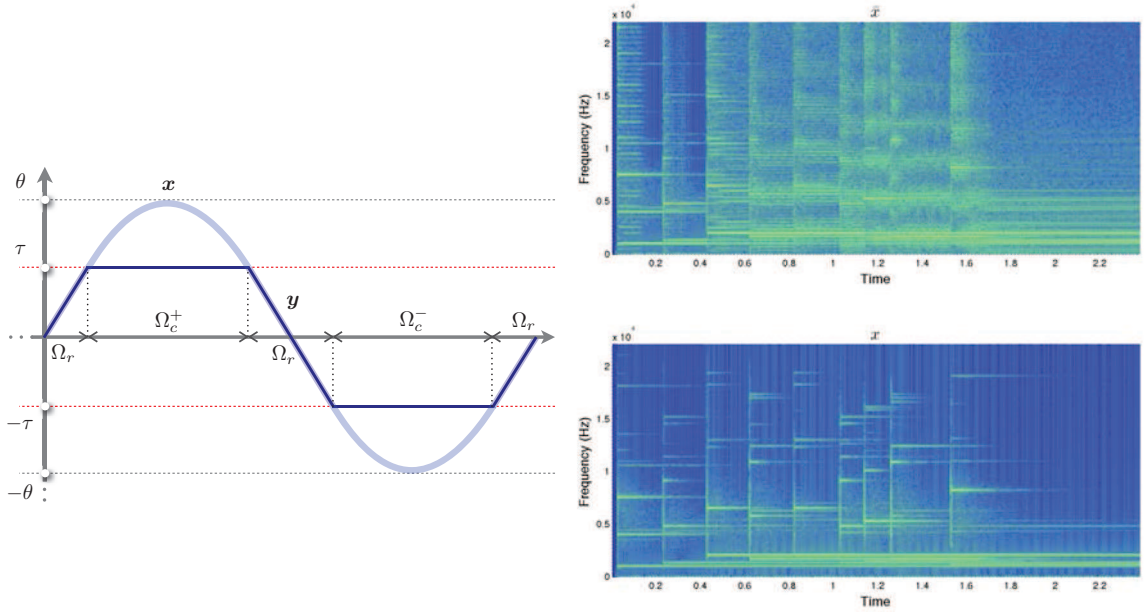 θ
x
τ
y
Ω_c^+
Ω_c^-
Ω_r
Ω_r
Ω_r
-τ
-θ
x 10^4
x̄
2
1.5
1
0.5
0
Frequency (Hz)
0.2 0.4 0.6 0.8 1 1.2 1.4 1.6 1.8 2 2.2
Time
x 10^4
x
2
1.5
1
0.5
0
Frequency (Hz)
0.2 0.4 0.6 0.8 1 1.2 1.4 1.6 1.8 2 2.2
Time